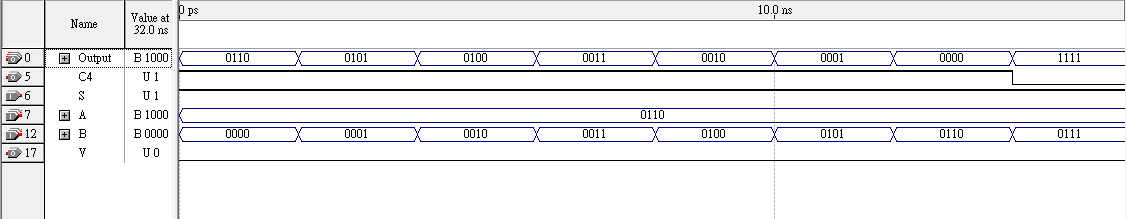 Name Value at 32.0 ns 0 ps 10.0 ns
0 Output B 1000 0110 0101 0100 0011 0010 0001 0000 1111
5 C4 U 1
6 S U 1
7 A B 1000 0110
12 B B 0000 0000 0001 0010 0011 0100 0101 0110 0111
17 V U 0